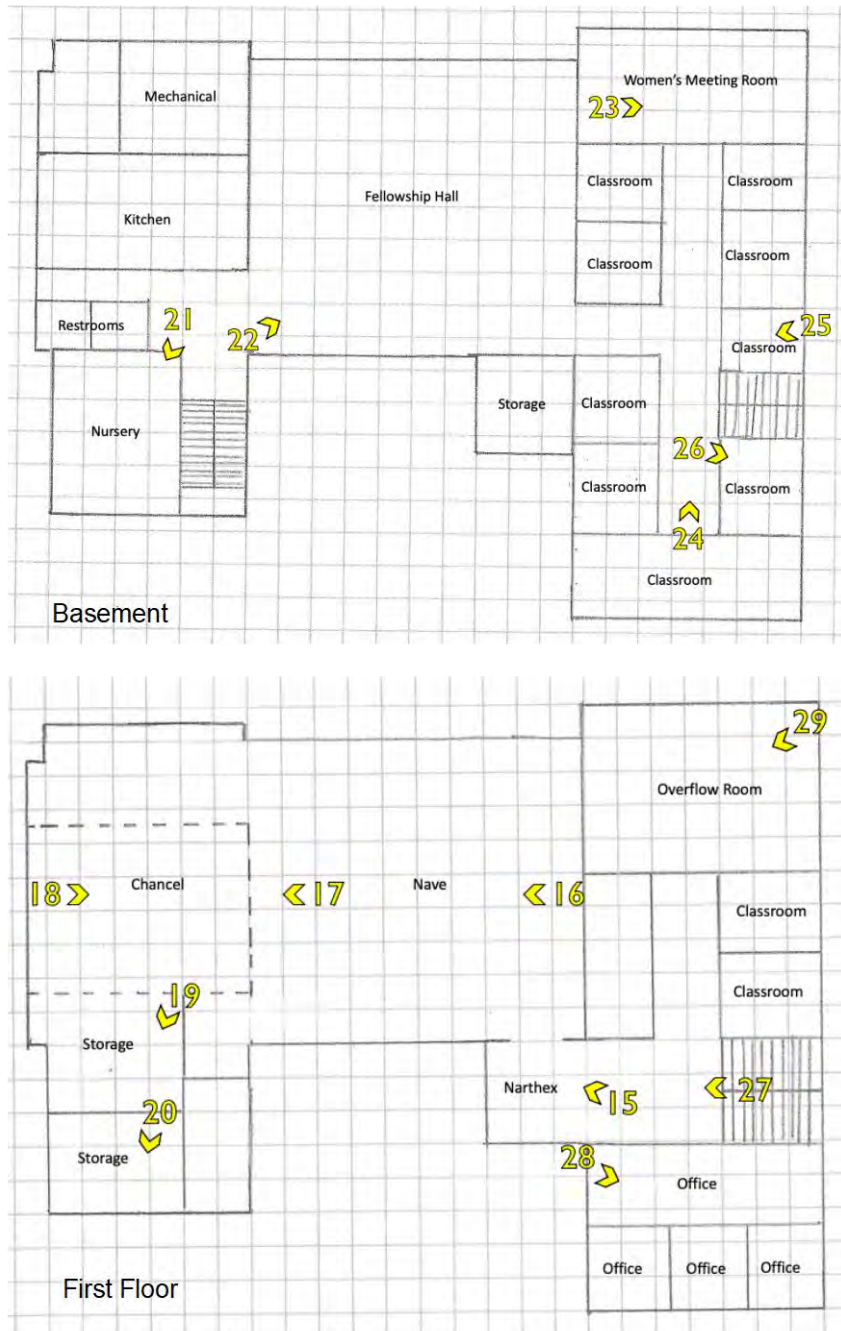 Women's Meeting Room
Mechanical
23
Classroom
Classroom
Fellowship Hall
Kitchen
Classroom
Classroom
21
Restrooms
22
25
Classroom
Storage
Classroom
Nursery
26
Classroom
Classroom
24
Classroom
Basement
29
Overflow Room
18
Chancel
17
Nave
16
Classroom
19
Classroom
Storage
Narthex
15
27
20
Storage
28
Office
Office
Office
Office
First Floor